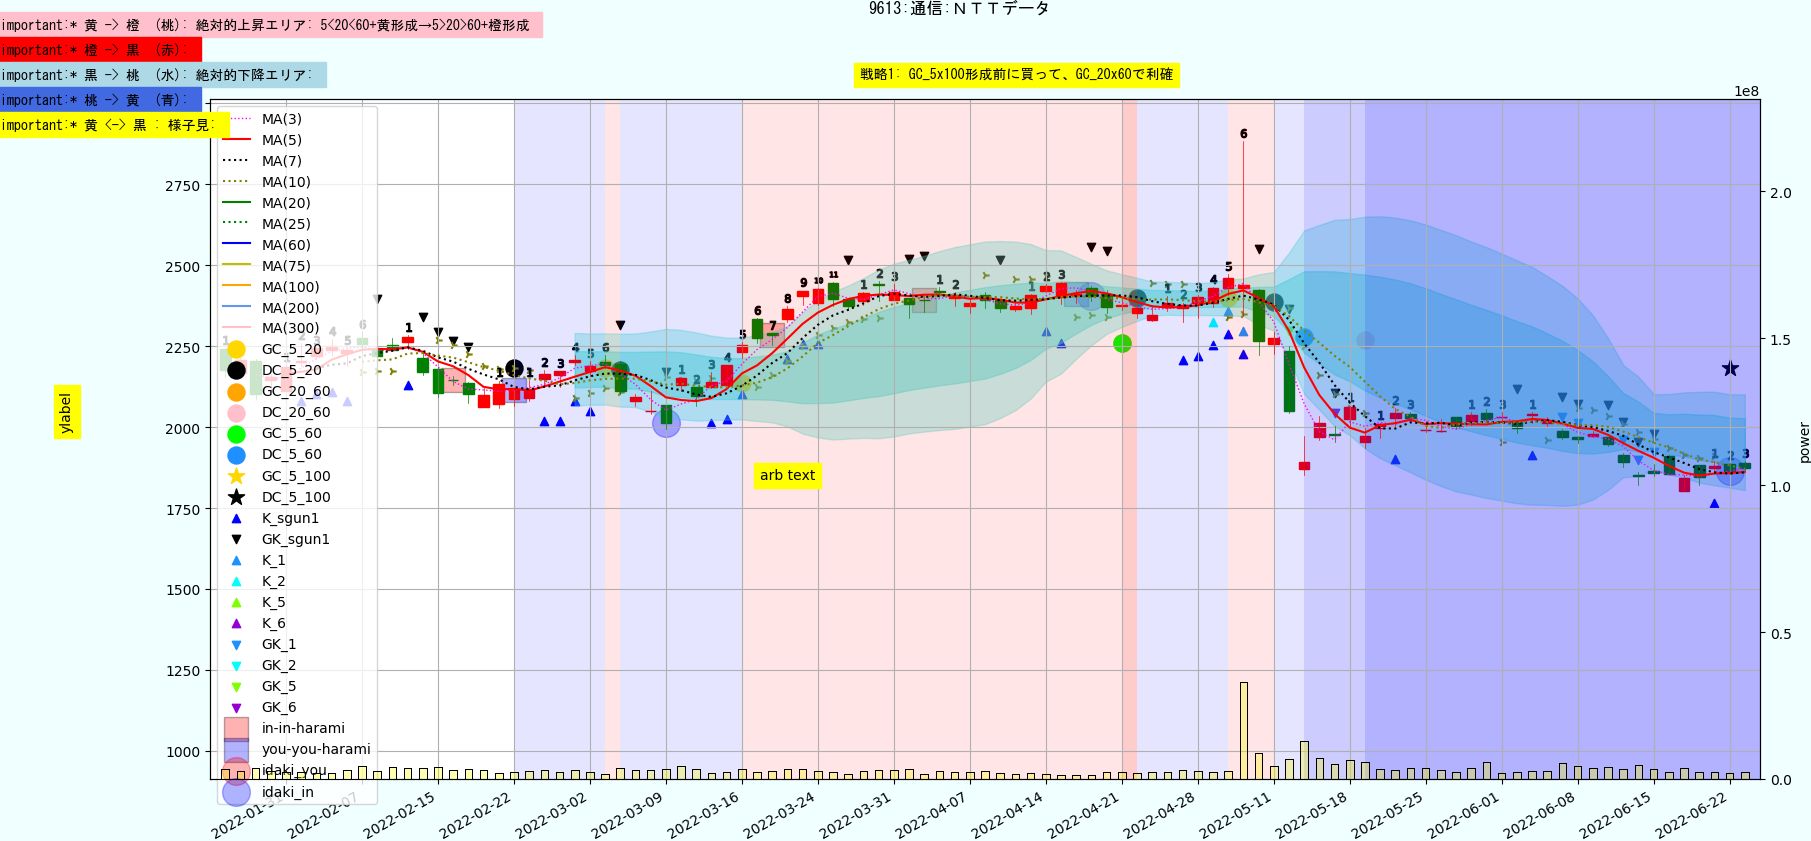 9613:通信:ＮＴＴデータ
important:* 黄 -> 橙 (桃): 絶対的上昇エリア: 5<20<60+黄形成→5>20>60+橙形成
important:* 橙 -> 黒 (赤):
important:* 黒 -> 桃 (水): 絶対的下降エリア:
戦略1: GC_5x100形成前に買って、GC_20x60で利確
important:* 桃 -> 黄 (青):
important:* 黄 <-> 黒 : 様子見:
1e8
MA(3)
MA(5)
MA(7)
MA(10)
MA(20)
MA(25)
MA(60)
MA(75)
MA(100)
MA(200)
MA(300)
GC_5_20
DC_5_20
GC_20_60
DC_20_60
GC_5_60
DC_5_60
GC_5_100
DC_5_100
K_sgun1
GK_sgun1
K_1
K_2
K_5
K_6
GK_1
GK_2
GK_5
GK_6
in-in-harami
you-you-harami
idaki_you
idaki_in
2750
2500
2250
2000
1750
1500
1250
1000
ylabel
arb text
2.0
1.5
1.0
0.5
0.0
power
2022-02-07
2022-02-15
2022-02-22
2022-03-02
2022-03-09
2022-03-16
2022-03-24
2022-03-31
2022-04-07
2022-04-14
2022-04-21
2022-04-28
2022-05-11
2022-05-18
2022-05-25
2022-06-01
2022-06-08
2022-06-15
2022-06-22